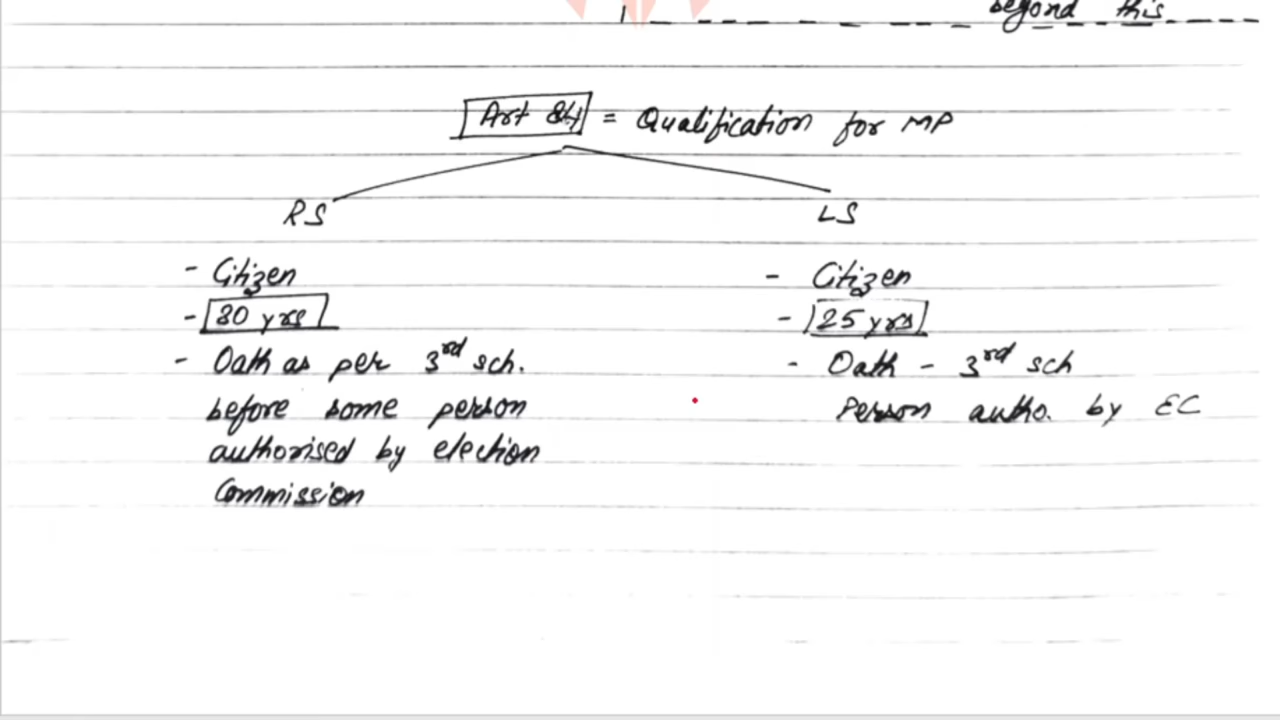 beyond this
Art 84 = Qualification for MP
RS
LS
- Citizen
- 30 yrs
- Oath as per 3rd sch.
before some person
authorised by election
Commission
- Citizen
- 25 yrs
- Oath - 3rd sch
Person autho. by EC